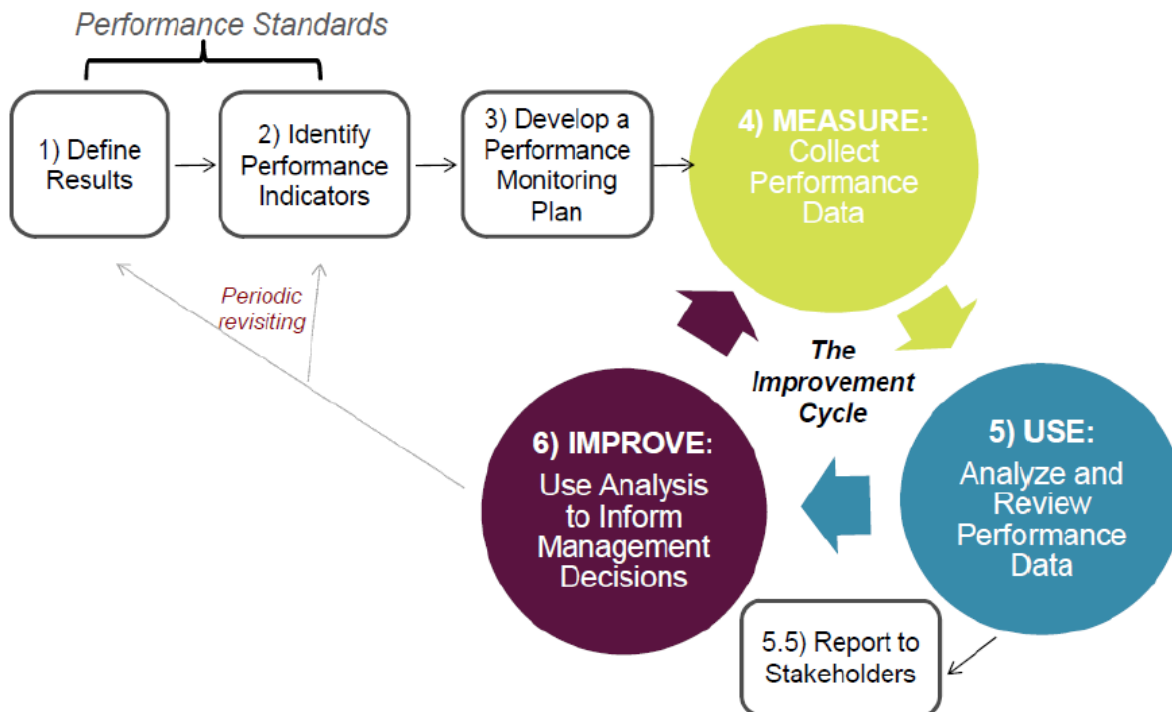 Performance Standards
1) Define
Results
2) Identify
Performance
Indicators
3) Develop a
Performance
Monitoring
Plan
4) MEASURE:
Collect
Performance
Data
Periodic
revisiting
The
Improvement
Cycle
5) USE:
Analyze and
Review
Performance
Data
6) IMPROVE:
Use Analysis
to Inform
Management
Decisions
5.5) Report to
Stakeholders